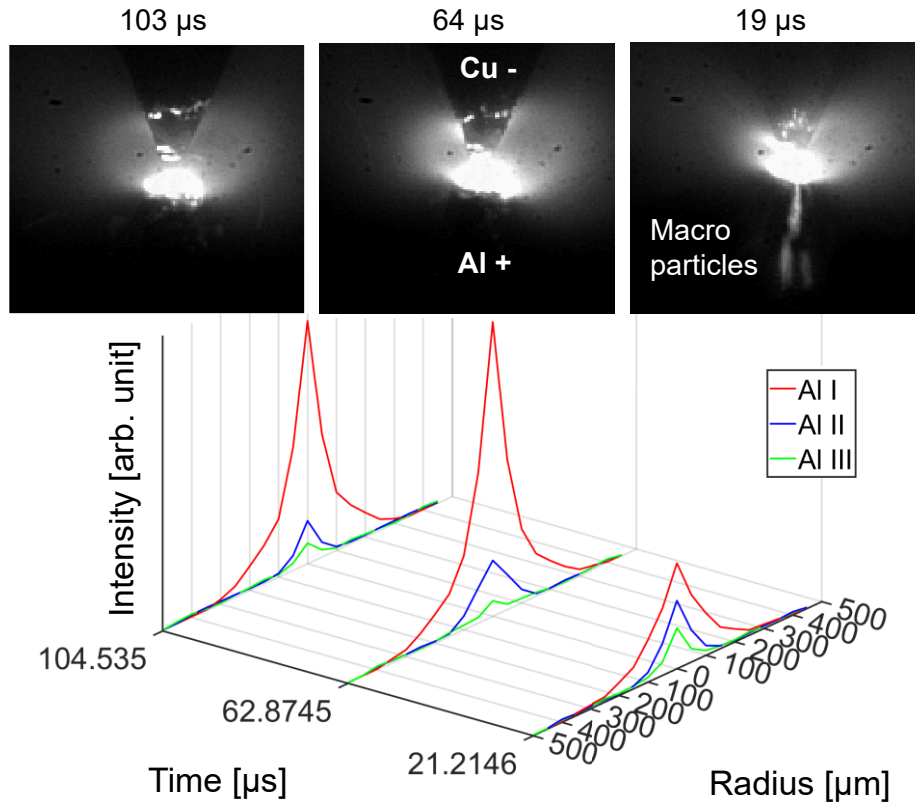 103 µs
64 µs
19 µs
Cu -
Al +
Macro
particles
Intensity [arb. unit]
Al I
Al II
Al III
104.535
62.8745
21.2146
Time [µs]
500
400
300
200
100
0
100
200
300
400
500
Radius [µm]